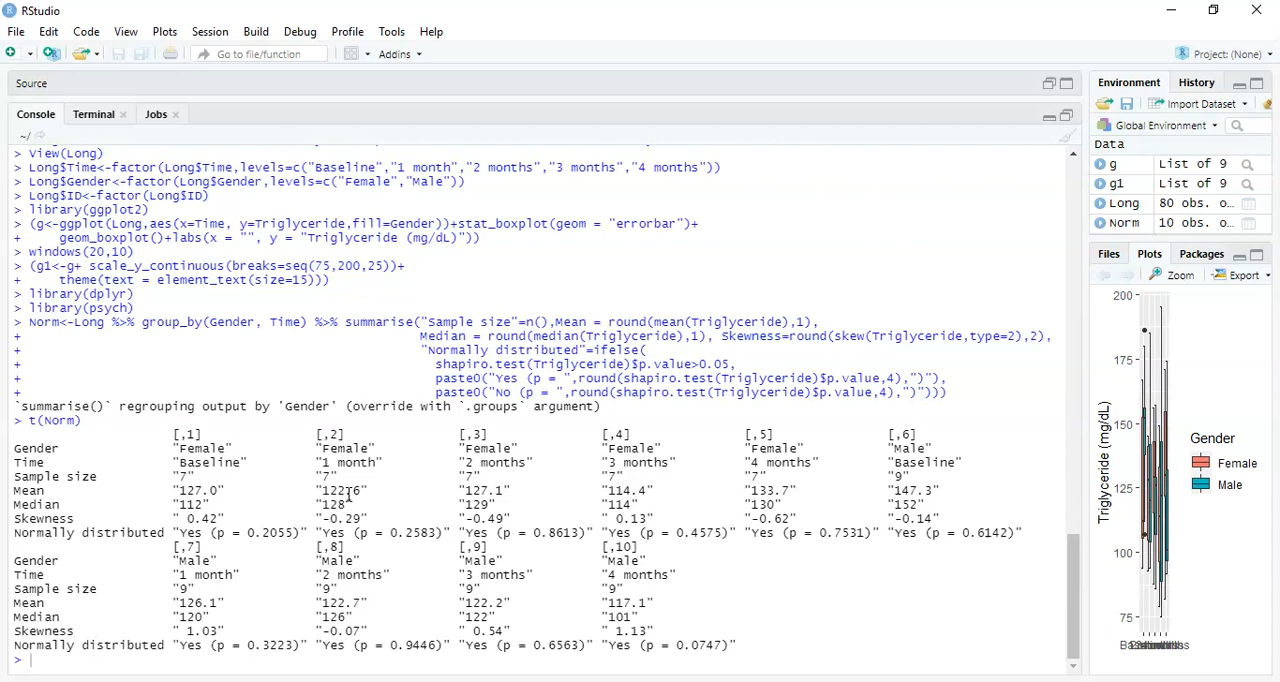 RStudio
File Edit Code View Plots Session Build Debug Profile Tools Help
Go to file/function Addins Project: (None)
Source
Console Terminal Jobs
~/
> View(Long)
> Long$Time<-factor(Long$Time,levels=c("Baseline","1 month","2 months","3 months","4 months"))
> Long$Gender<-factor(Long$Gender,levels=c("Female","Male"))
> Long$ID<-factor(Long$ID)
> library(ggplot2)
> (g<-ggplot(Long,aes(x=Time, y=Triglyceride,fill=Gender))+stat_boxplot(geom = "errorbar")+
+ geom_boxplot()+labs(x = "", y = "Triglyceride (mg/dL)"))
> windows(20,10)
> (g1<-g+ scale_y_continuous(breaks=seq(75,200,25))+
+ theme(text = element_text(size=15)))
> library(dplyr)
> library(psych)
> Norm<-Long %>% group_by(Gender, Time) %>% summarise("Sample size"=n(),Mean = round(mean(Triglyceride),1),
+ Median = round(median(Triglyceride),1), Skewness=round(skew(Triglyceride,type=2),2),
+ "Normally distributed"=ifelse(
+ shapiro.test(Triglyceride)$p.value>0.05,
+ paste0("Yes (p = ",round(shapiro.test(Triglyceride)$p.value,4),")"),
+ paste0("No (p = ",round(shapiro.test(Triglyceride)$p.value,4),")")))
`summarise()` regrouping output by 'Gender' (override with `.groups` argument)
> t(Norm)
[,1] [,2] [,3] [,4] [,5] [,6]
Gender "Female" "Female" "Female" "Female" "Female" "Male"
Time "Baseline" "1 month" "2 months" "3 months" "4 months" "Baseline"
Sample size "7" "7" "7" "7" "7" "9"
Mean "127.0" "122.6" "127.1" "114.4" "133.7" "147.3"
Median "112" "128" "129" "114" "130" "152"
Skewness " 0.42" "-0.29" "-0.49" " 0.13" "-0.62" "-0.14"
Normally distributed "Yes (p = 0.2055)" "Yes (p = 0.2583)" "Yes (p = 0.8613)" "Yes (p = 0.4575)" "Yes (p = 0.7531)" "Yes (p = 0.6142)"
[,7] [,8] [,9] [,10]
Gender "Male" "Male" "Male" "Male"
Time "1 month" "2 months" "3 months" "4 months"
Sample size "9" "9" "9" "9"
Mean "126.1" "122.7" "122.2" "117.1"
Median "120" "126" "122" "101"
Skewness " 1.03" "-0.07" " 0.54" " 1.13"
Normally distributed "Yes (p = 0.3223)" "Yes (p = 0.9446)" "Yes (p = 0.6563)" "Yes (p = 0.0747)"
>
Environment History
Import Dataset
Global Environment
Data
g List of 9
g1 List of 9
Long 80 obs. o...
Norm 10 obs. o...
Files Plots Packages
Zoom Export
200
175
150
125
100
75
Triglyceride (mg/dL)
Gender
Female
Male